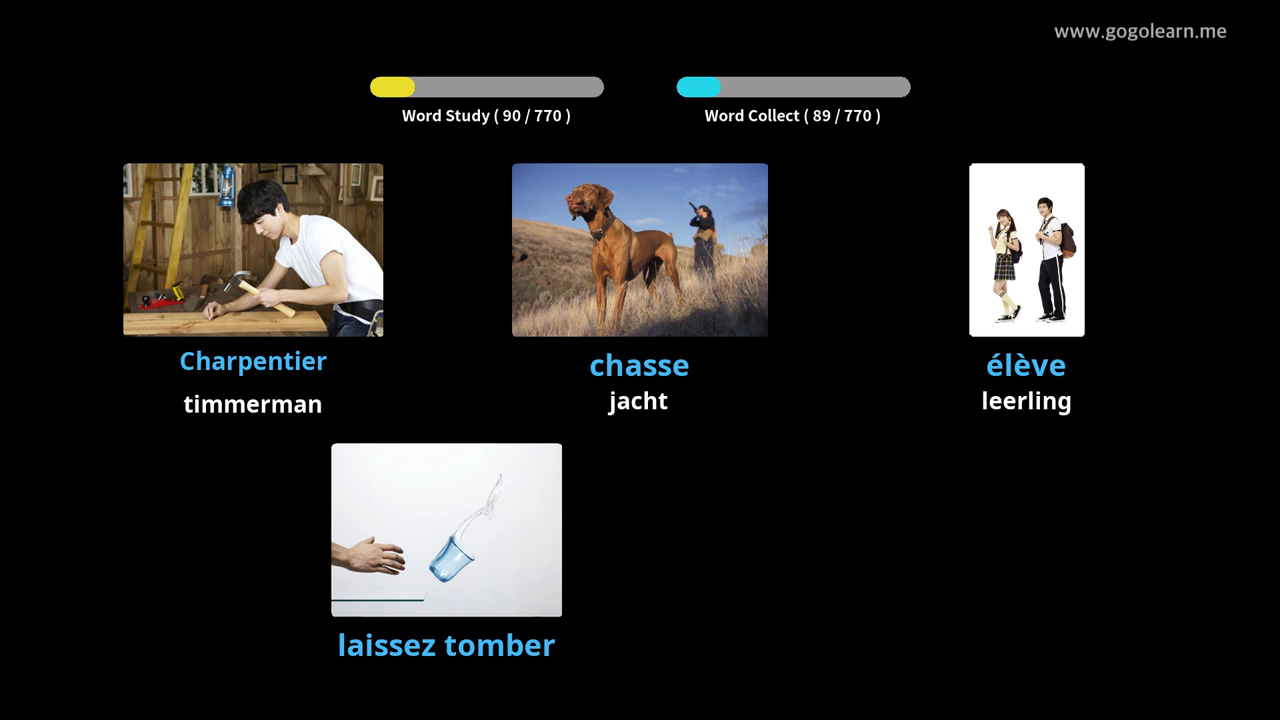 www.gogolearn.me
Word Study ( 90 / 770 )
Word Collect ( 89 / 770 )
Charpentier
timmerman
chasse
jacht
élève
leerling
laissez tomber